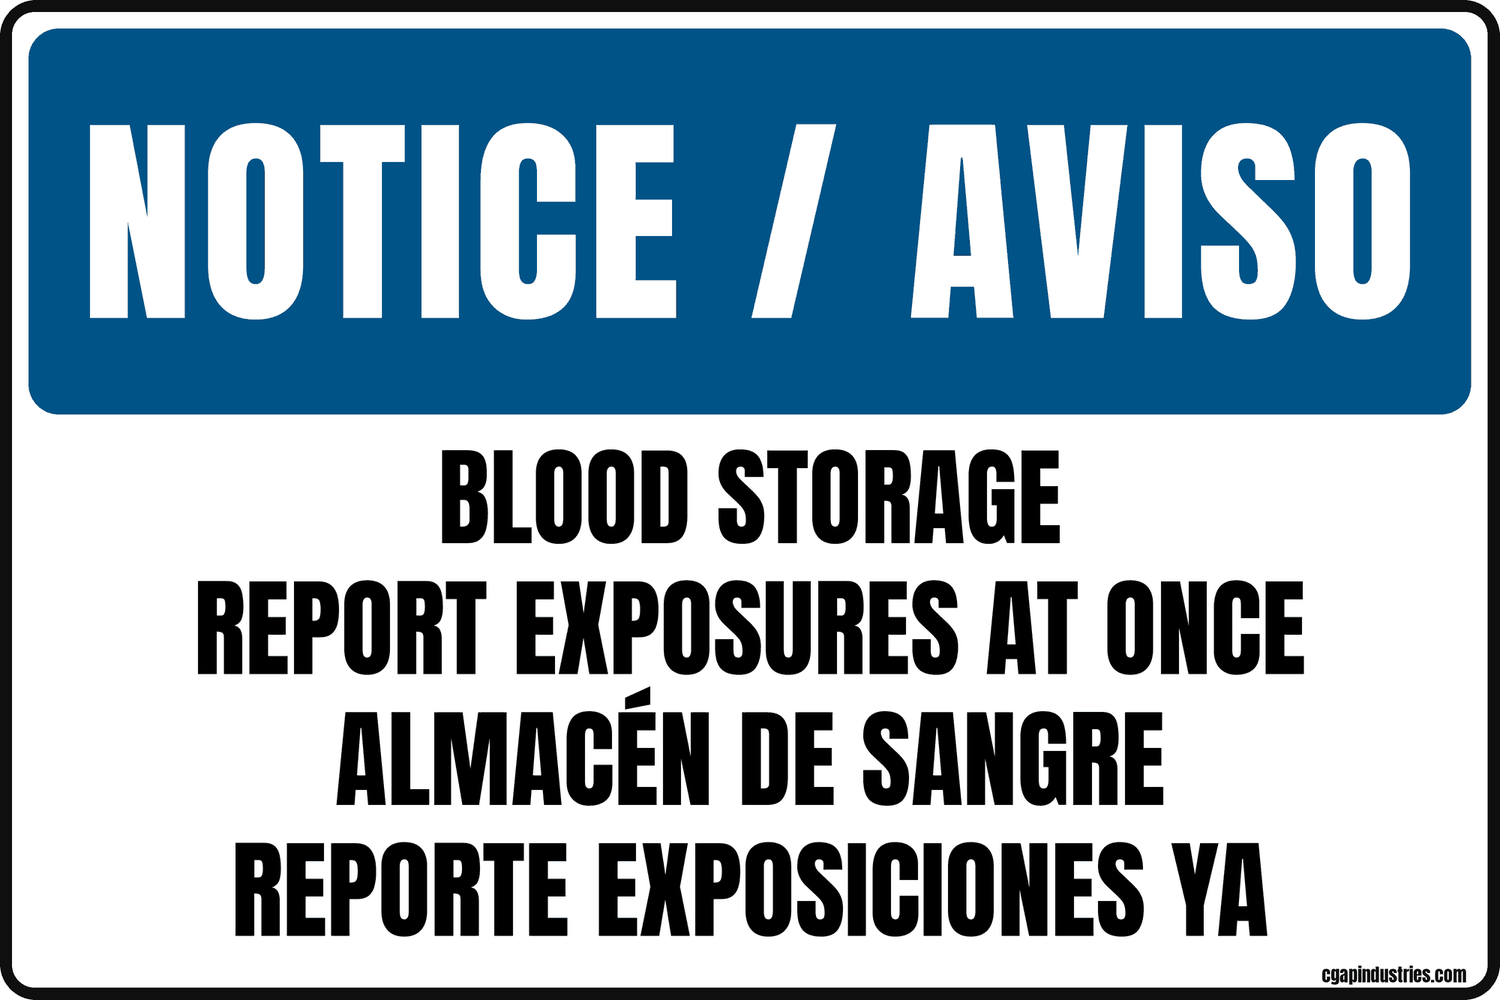 NOTICE / AVISO
BLOOD STORAGE
REPORT EXPOSURES AT ONCE
ALMACÉN DE SANGRE
REPORTE EXPOSICIONES YA
cgapindustries.com